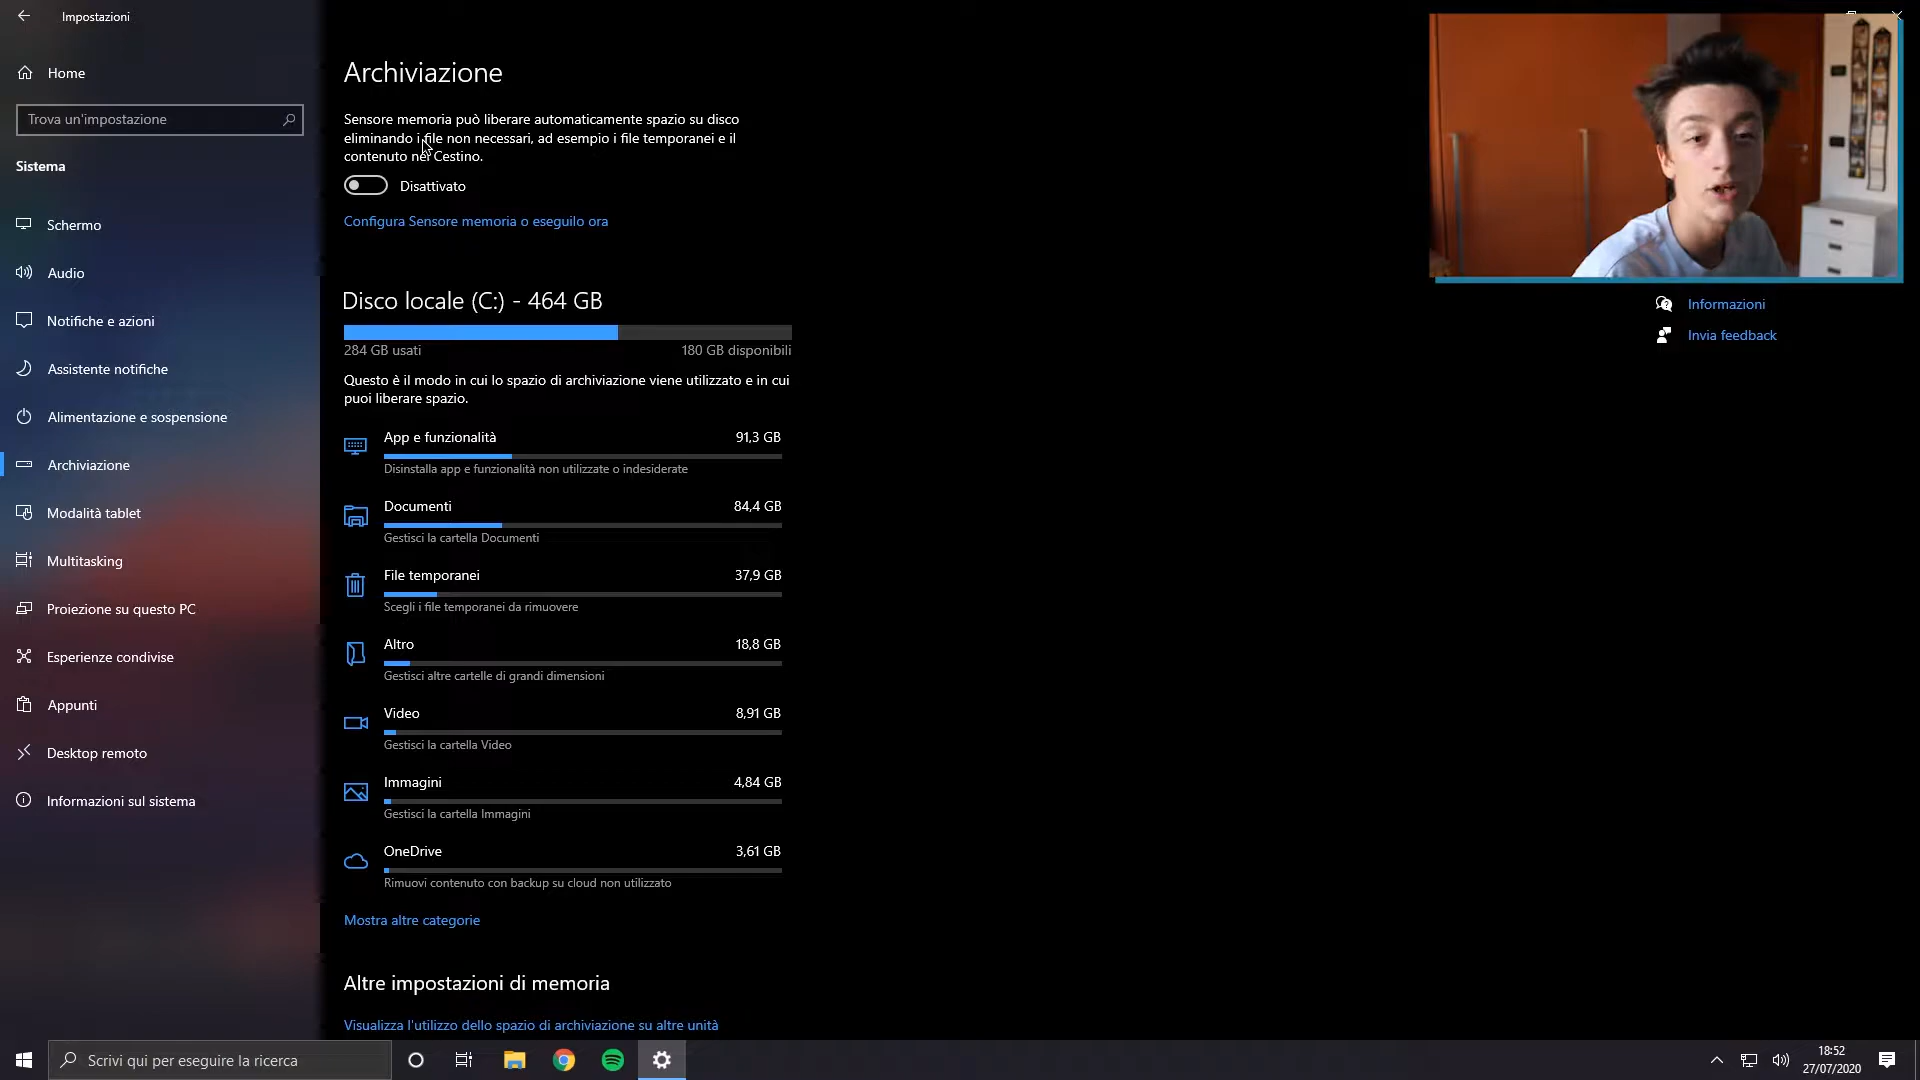 Impostazioni
Home
Trova un'impostazione
Sistema
Schermo
Audio
Notifiche e azioni
Assistente notifiche
Alimentazione e sospensione
Archiviazione
Modalità tablet
Multitasking
Proiezione su questo PC
Esperienze condivise
Appunti
Desktop remoto
Informazioni sul sistema
Archiviazione
Sensore memoria può liberare automaticamente spazio su disco
eliminando i file non necessari, ad esempio i file temporanei e il
contenuto nel Cestino.
Disattivato
Configura Sensore memoria o eseguilo ora
Disco locale (C:) - 464 GB
284 GB usati
180 GB disponibili
Questo è il modo in cui lo spazio di archiviazione viene utilizzato e in cui
puoi liberare spazio.
App e funzionalità
91,3 GB
Disinstalla app e funzionalità non utilizzate o indesiderate
Documenti
84,4 GB
Gestisci la cartella Documenti
File temporanei
37,9 GB
Scegli i file temporanei da rimuovere
Altro
18,8 GB
Gestisci altre cartelle di grandi dimensioni
Video
8,91 GB
Gestisci la cartella Video
Immagini
4,84 GB
Gestisci la cartella Immagini
OneDrive
3,61 GB
Rimuovi contenuto con backup su cloud non utilizzato
Mostra altre categorie
Altre impostazioni di memoria
Visualizza l'utilizzo dello spazio di archiviazione su altre unità
Informazioni
Invia feedback
Scrivi qui per eseguire la ricerca
18:52
27/07/2020